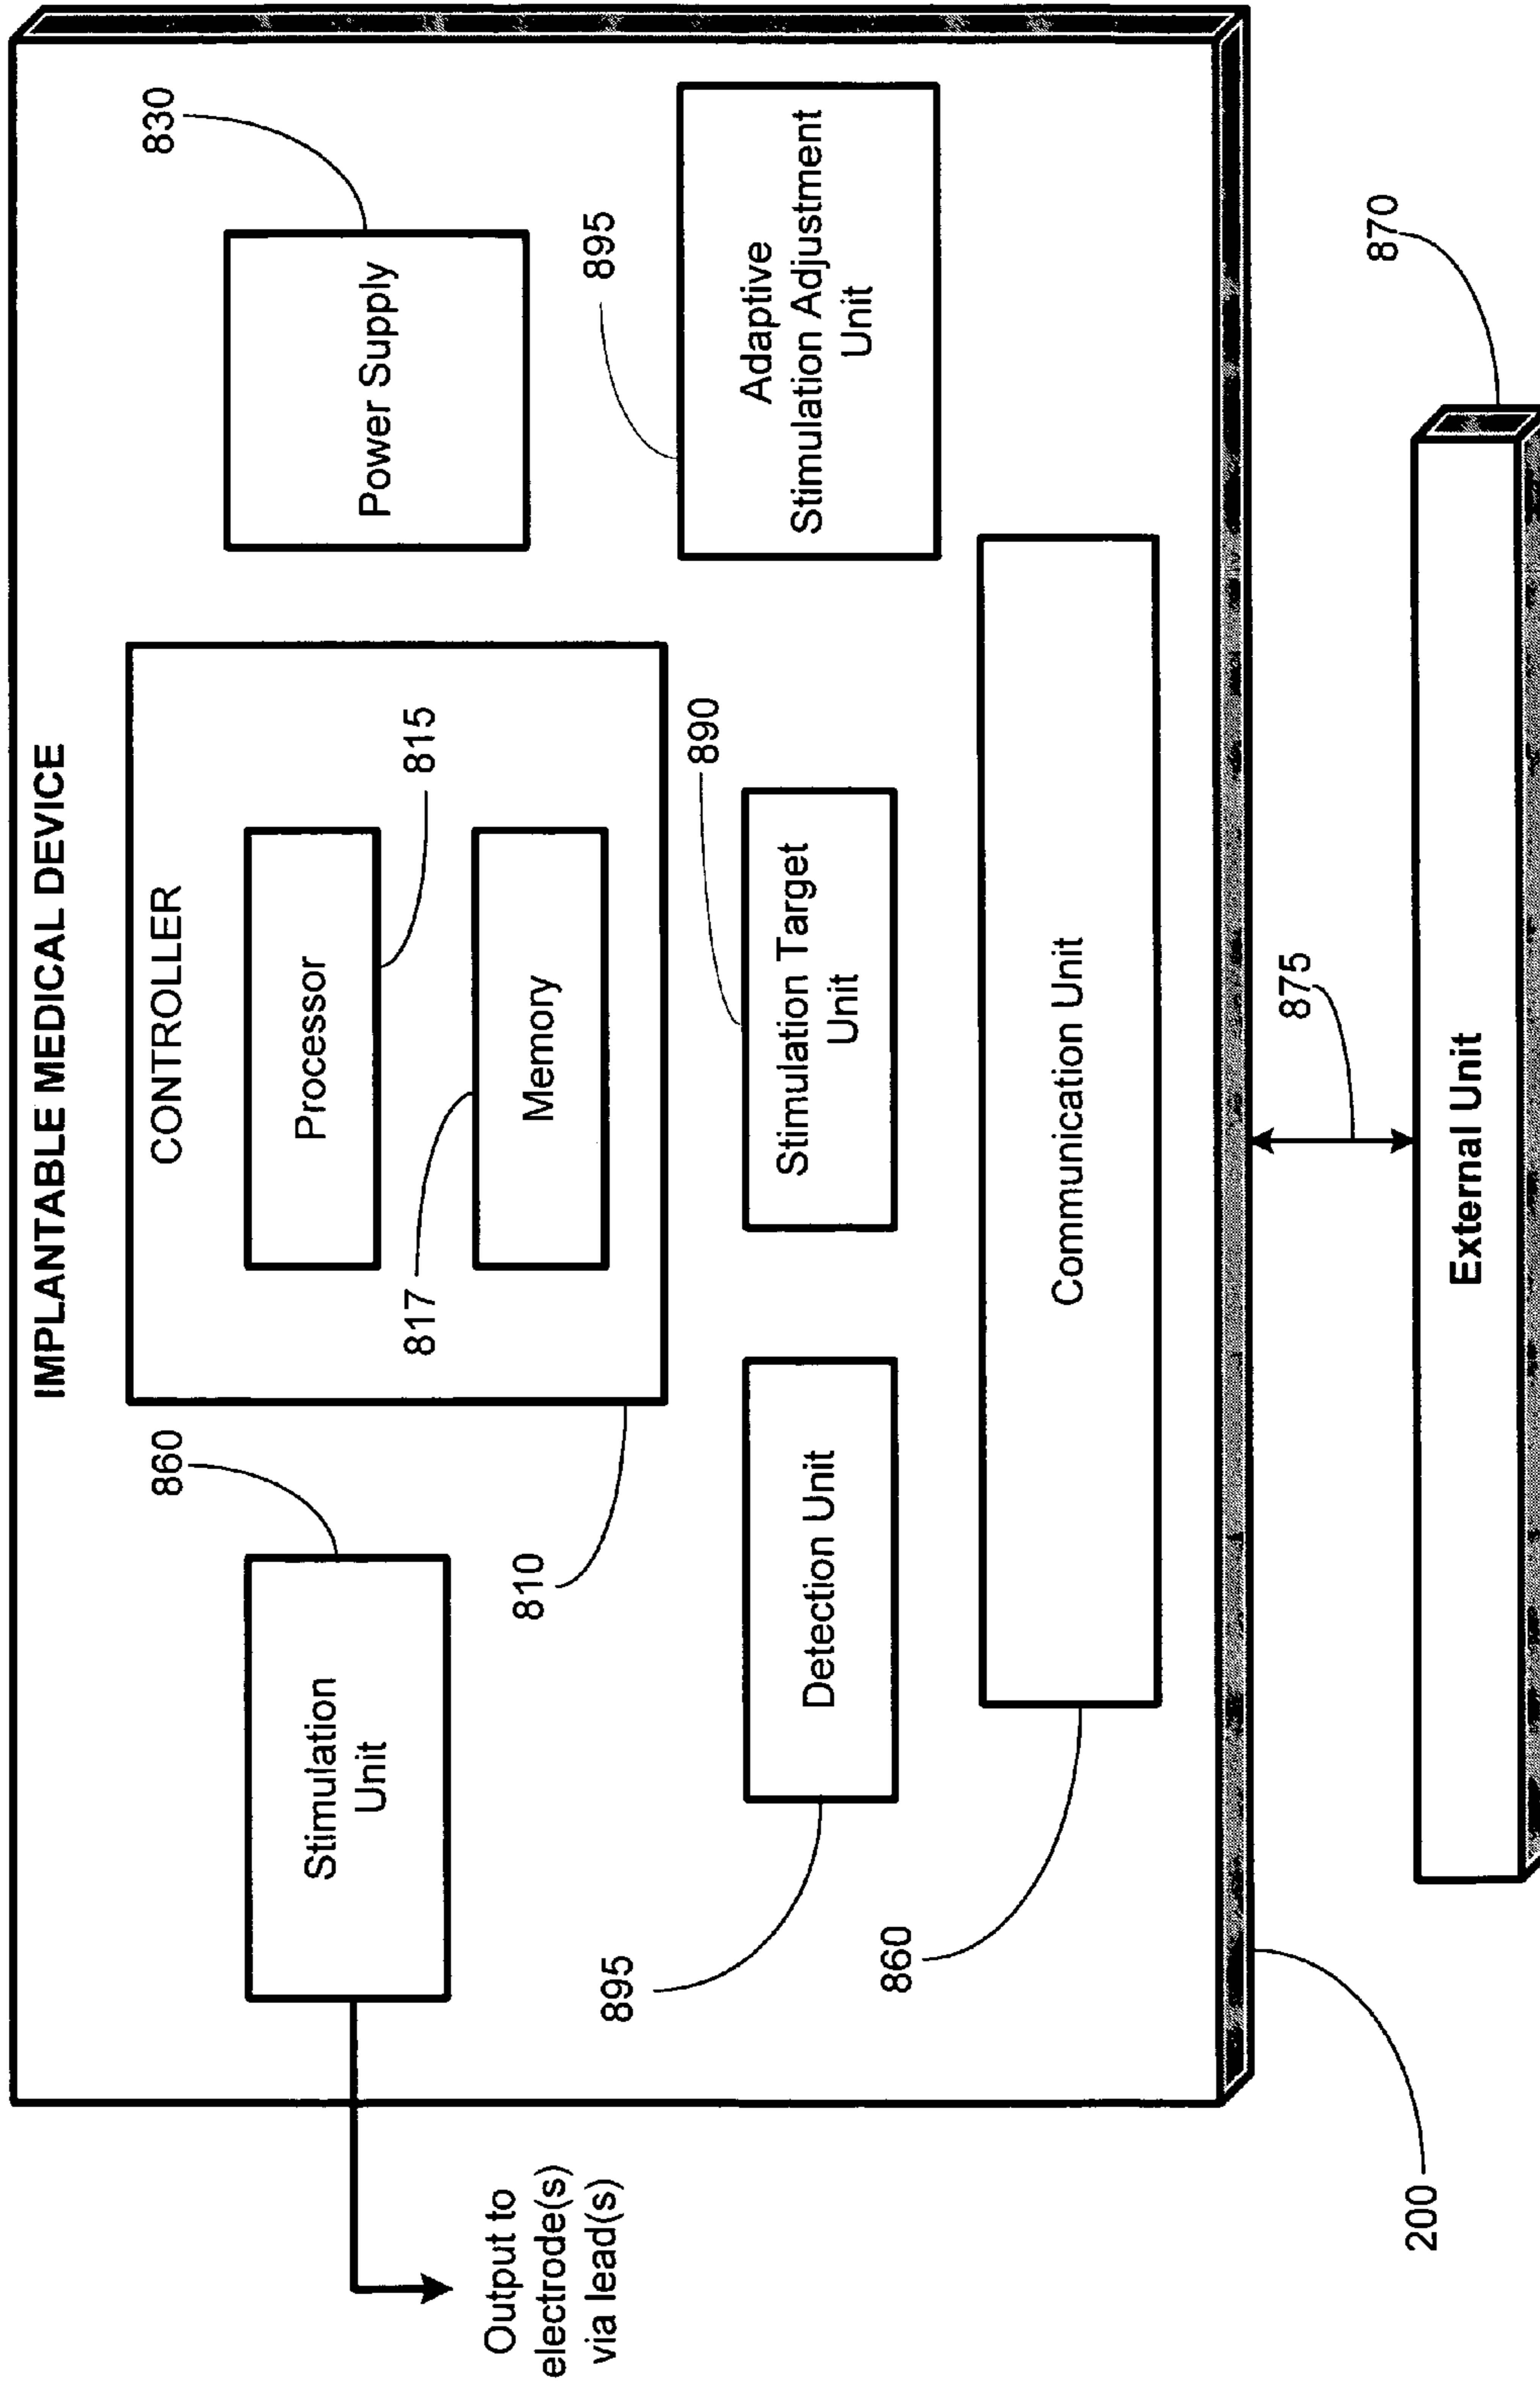 IMPLANTABLE MEDICAL DEVICE
860
Stimulation
Unit
Output to
electrode(s)
via lead(s)
810
CONTROLLER
Processor
815
817
Memory
830
Power Supply
895
Detection Unit
890
Stimulation Target
Unit
895
Adaptive
Stimulation Adjustment
Unit
860
Communication Unit
200
875
External Unit
870